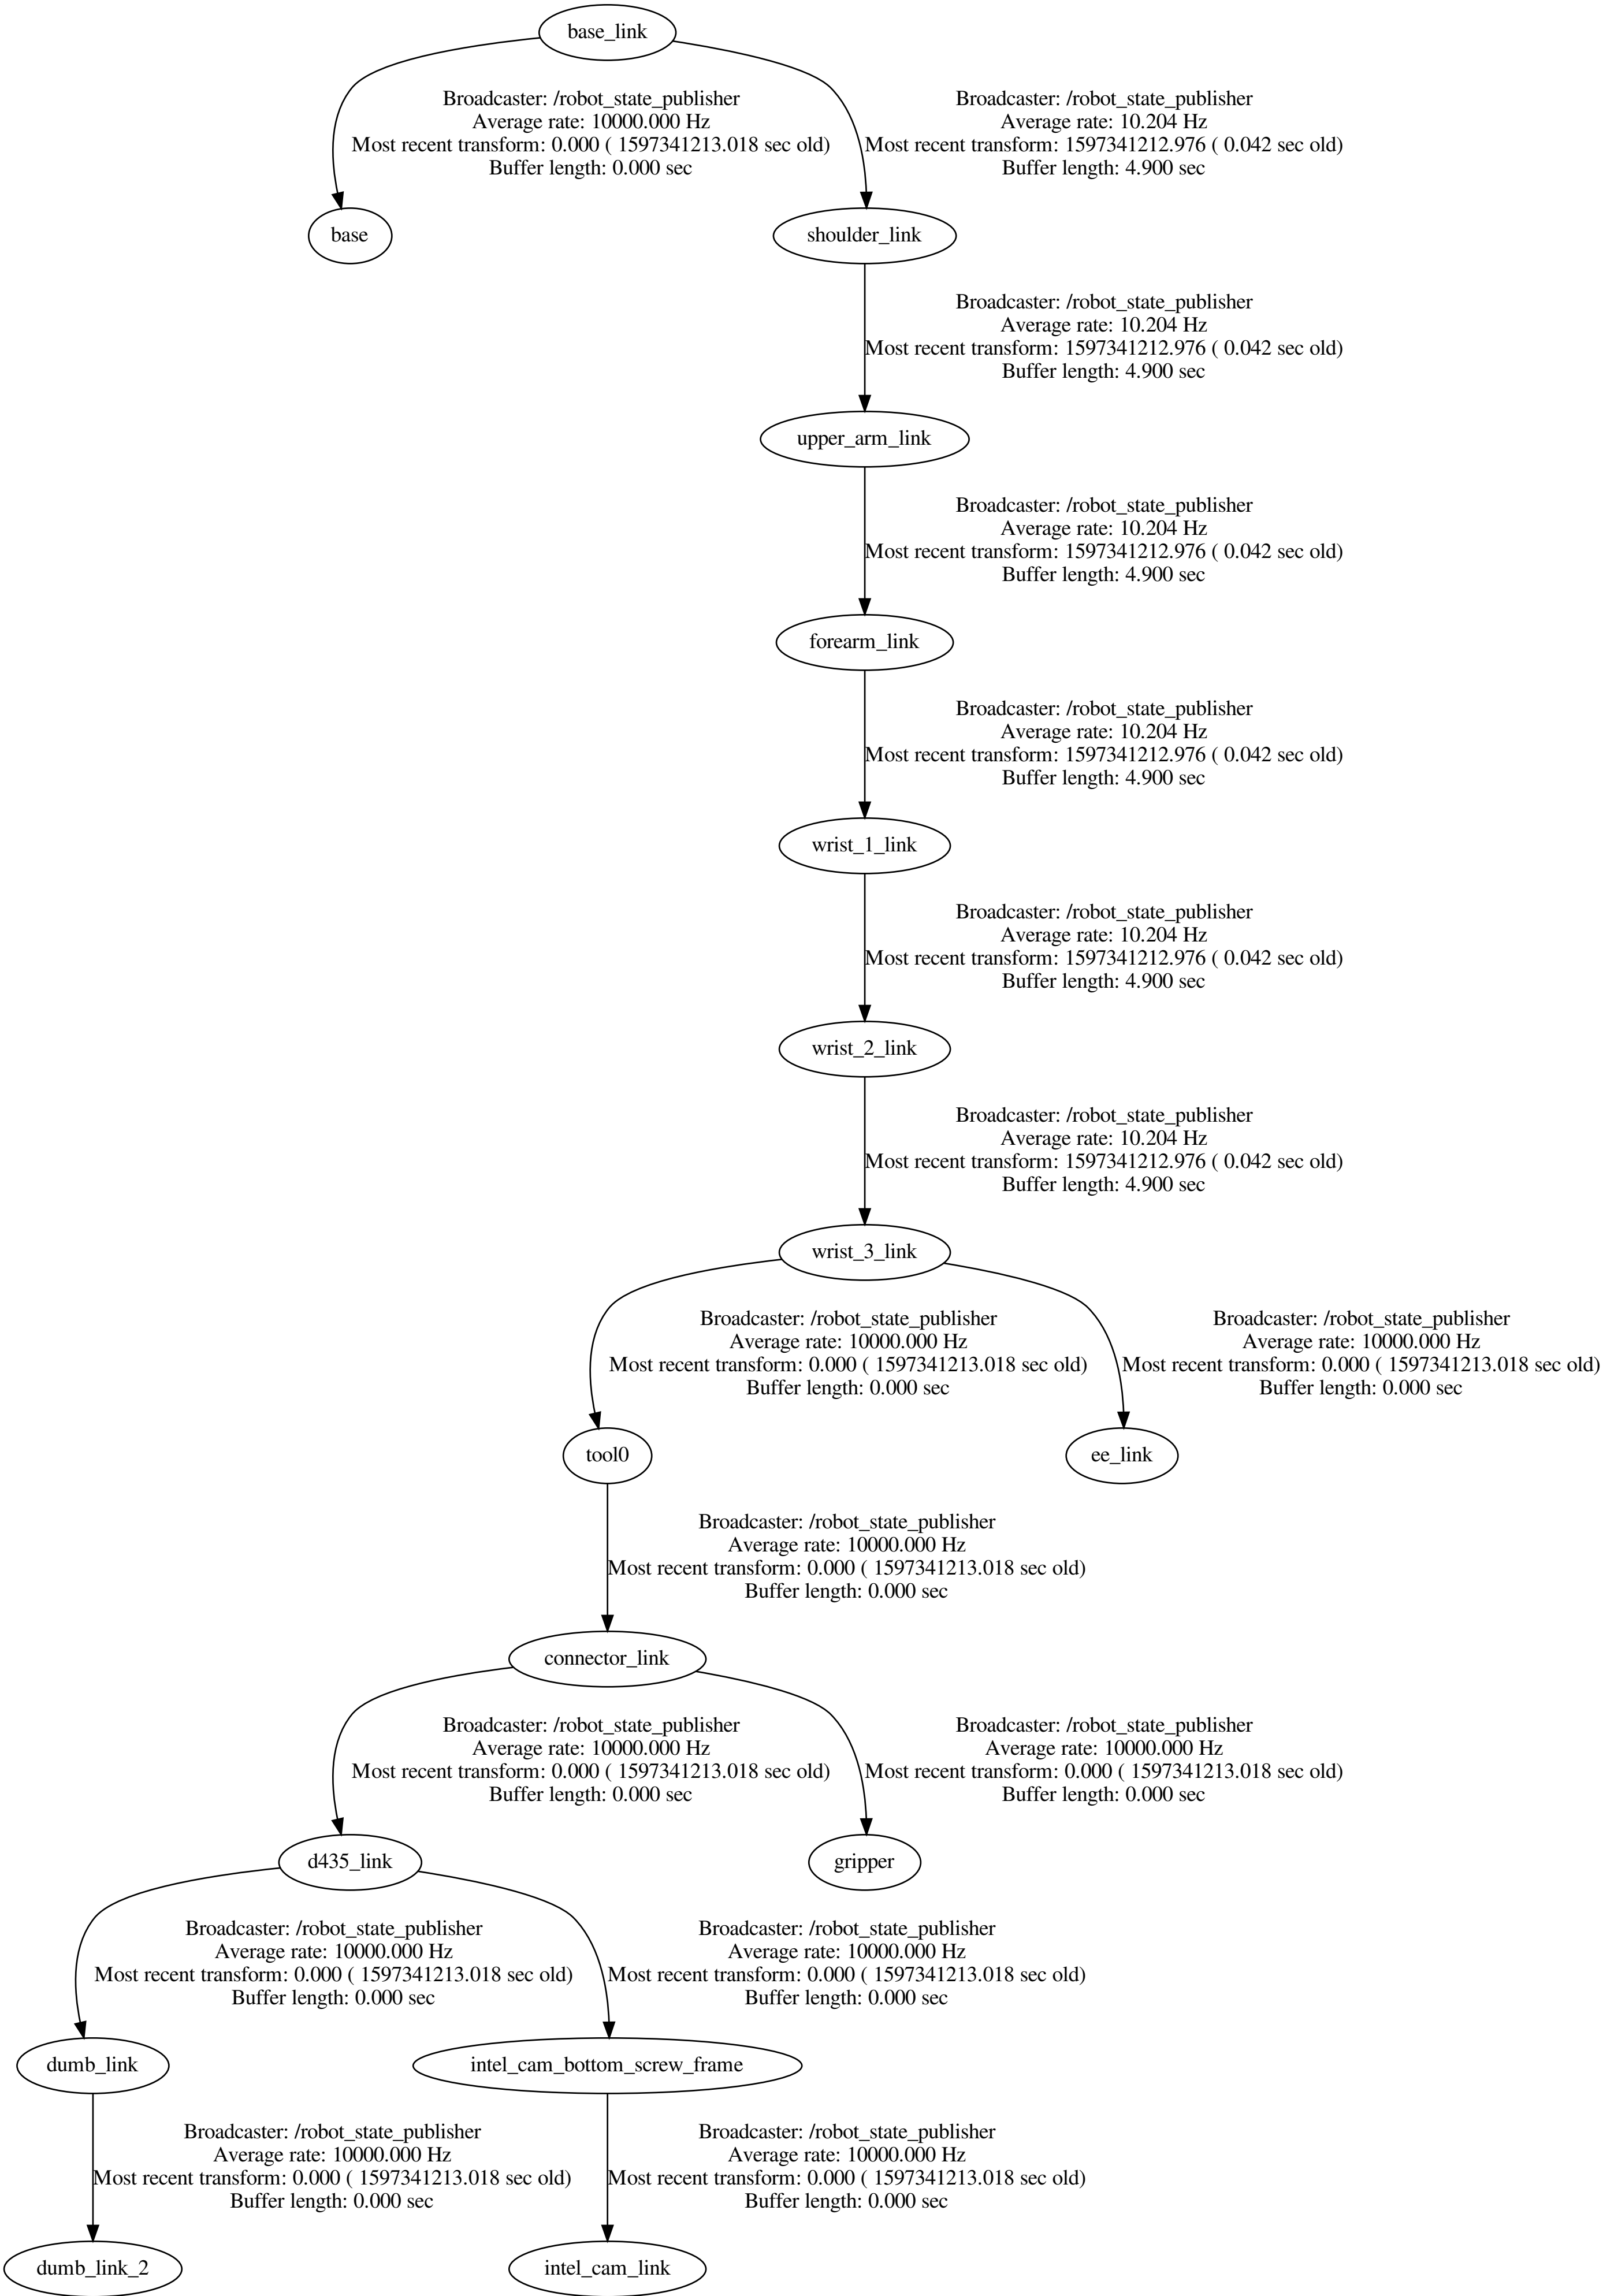 base_link
Broadcaster: /robot_state_publisher
Average rate: 10000.000 Hz
Most recent transform: 0.000 ( 1597341213.018 sec old)
Buffer length: 0.000 sec
Broadcaster: /robot_state_publisher
Average rate: 10.204 Hz
Most recent transform: 1597341212.976 ( 0.042 sec old)
Buffer length: 4.900 sec
base
shoulder_link
Broadcaster: /robot_state_publisher
Average rate: 10.204 Hz
Most recent transform: 1597341212.976 ( 0.042 sec old)
Buffer length: 4.900 sec
upper_arm_link
Broadcaster: /robot_state_publisher
Average rate: 10.204 Hz
Most recent transform: 1597341212.976 ( 0.042 sec old)
Buffer length: 4.900 sec
forearm_link
Broadcaster: /robot_state_publisher
Average rate: 10.204 Hz
Most recent transform: 1597341212.976 ( 0.042 sec old)
Buffer length: 4.900 sec
wrist_1_link
Broadcaster: /robot_state_publisher
Average rate: 10.204 Hz
Most recent transform: 1597341212.976 ( 0.042 sec old)
Buffer length: 4.900 sec
wrist_2_link
Broadcaster: /robot_state_publisher
Average rate: 10.204 Hz
Most recent transform: 1597341212.976 ( 0.042 sec old)
Buffer length: 4.900 sec
wrist_3_link
Broadcaster: /robot_state_publisher
Average rate: 10000.000 Hz
Most recent transform: 0.000 ( 1597341213.018 sec old)
Buffer length: 0.000 sec
Broadcaster: /robot_state_publisher
Average rate: 10000.000 Hz
Most recent transform: 0.000 ( 1597341213.018 sec old)
Buffer length: 0.000 sec
tool0
ee_link
Broadcaster: /robot_state_publisher
Average rate: 10000.000 Hz
Most recent transform: 0.000 ( 1597341213.018 sec old)
Buffer length: 0.000 sec
connector_link
Broadcaster: /robot_state_publisher
Average rate: 10000.000 Hz
Most recent transform: 0.000 ( 1597341213.018 sec old)
Buffer length: 0.000 sec
Broadcaster: /robot_state_publisher
Average rate: 10000.000 Hz
Most recent transform: 0.000 ( 1597341213.018 sec old)
Buffer length: 0.000 sec
d435_link
gripper
Broadcaster: /robot_state_publisher
Average rate: 10000.000 Hz
Most recent transform: 0.000 ( 1597341213.018 sec old)
Buffer length: 0.000 sec
Broadcaster: /robot_state_publisher
Average rate: 10000.000 Hz
Most recent transform: 0.000 ( 1597341213.018 sec old)
Buffer length: 0.000 sec
dumb_link
intel_cam_bottom_screw_frame
Broadcaster: /robot_state_publisher
Average rate: 10000.000 Hz
Most recent transform: 0.000 ( 1597341213.018 sec old)
Buffer length: 0.000 sec
Broadcaster: /robot_state_publisher
Average rate: 10000.000 Hz
Most recent transform: 0.000 ( 1597341213.018 sec old)
Buffer length: 0.000 sec
dumb_link_2
intel_cam_link